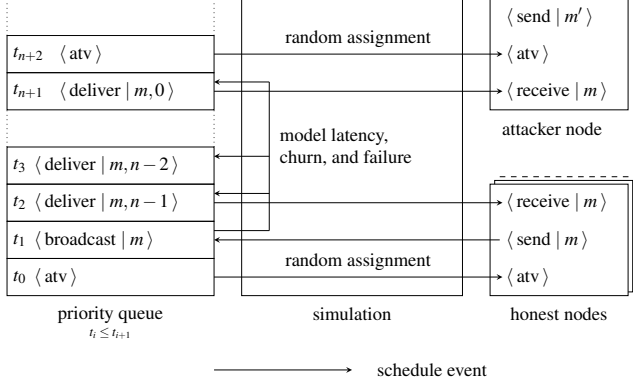 ⟨ send | m′ ⟩
t_{n+2} ⟨ atv ⟩ random assignment ⟨ atv ⟩
t_{n+1} ⟨ deliver | m, 0 ⟩ ⟨ receive | m ⟩
attacker node
model latency,
churn, and failure
t_3 ⟨ deliver | m, n − 2 ⟩
t_2 ⟨ deliver | m, n − 1 ⟩ ⟨ receive | m ⟩
t_1 ⟨ broadcast | m ⟩ ⟨ send | m ⟩
t_0 ⟨ atv ⟩ random assignment ⟨ atv ⟩
priority queue simulation honest nodes
t_i ≤ t_{i+1}
schedule event